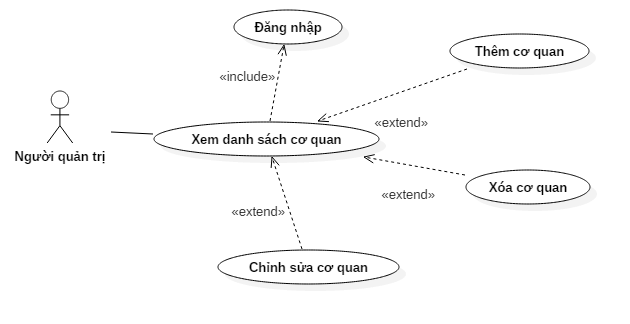 Đăng nhập
Thêm cơ quan
«include»
«extend»
Xem danh sách cơ quan
Người quản trị
Xóa cơ quan
«extend»
«extend»
Chỉnh sửa cơ quan